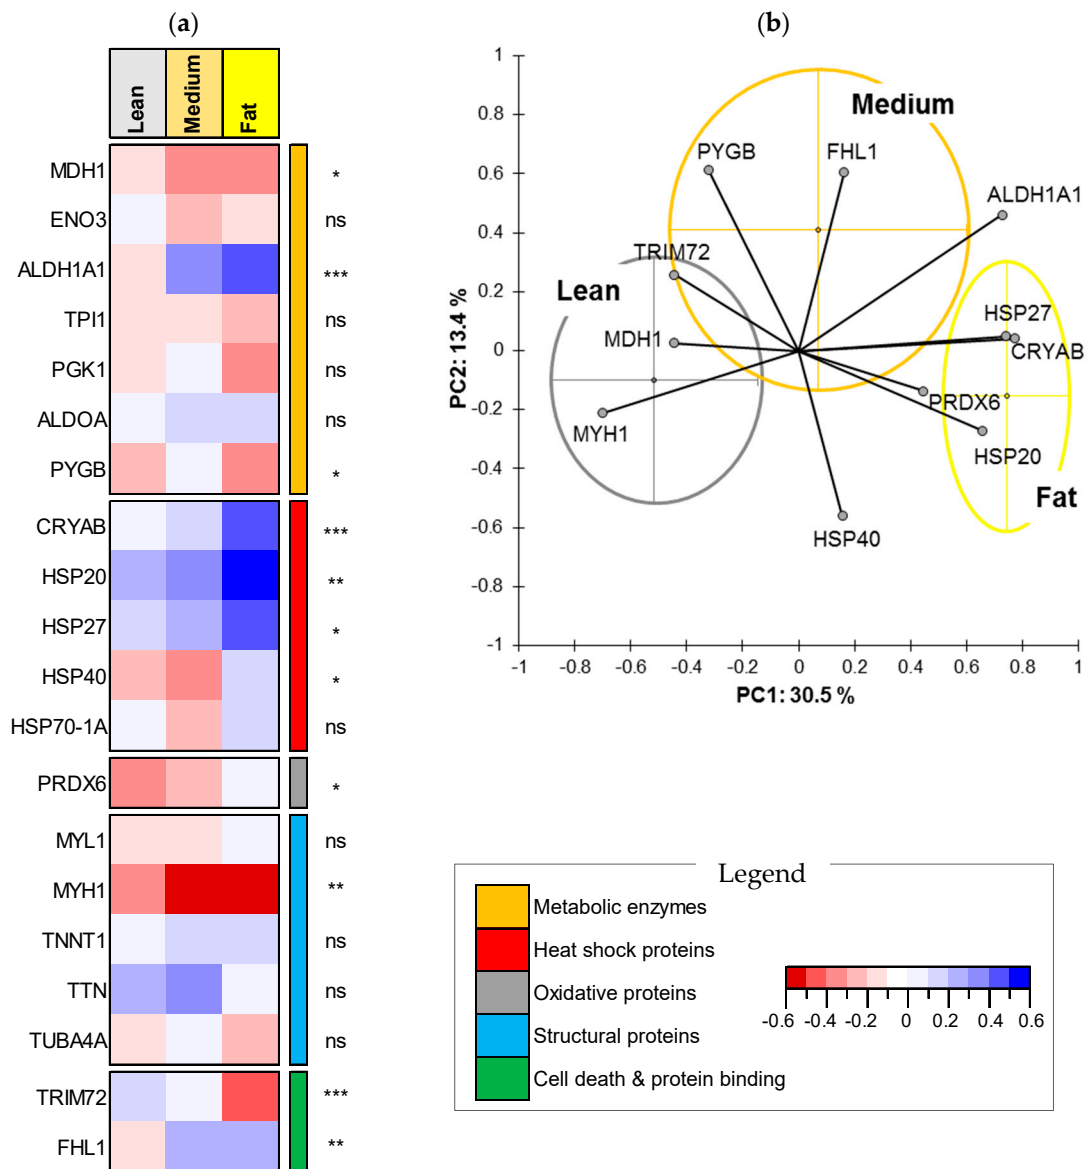 (a)
Lean Medium Fat
MDH1 *
ENO3 ns
ALDH1A1 ***
TPI1 ns
PGK1 ns
ALDOA ns
PYGB *
CRYAB ***
HSP20 **
HSP27 *
HSP40 *
HSP70-1A ns
PRDX6 *
MYL1 ns
MYH1 **
TNNT1 ns
TTN ns
TUBA4A ns
TRIM72 ***
FHL1 **
(b)
1
0.8
0.6
0.4
0.2
0
-0.2
-0.4
-0.6
-0.8
-1
PC2: 13.4 %
Medium
PYGB
FHL1
ALDH1A1
TRIM72
Lean
HSP27
MDH1
CRYAB
PRDX6
MYH1
HSP20
Fat
HSP40
-1 -0.8 -0.6 -0.4 -0.2 0 0.2 0.4 0.6 0.8 1
PC1: 30.5 %
Legend
Metabolic enzymes
Heat shock proteins
Oxidative proteins
Structural proteins
Cell death & protein binding
-0.6 -0.4 -0.2 0 0.2 0.4 0.6